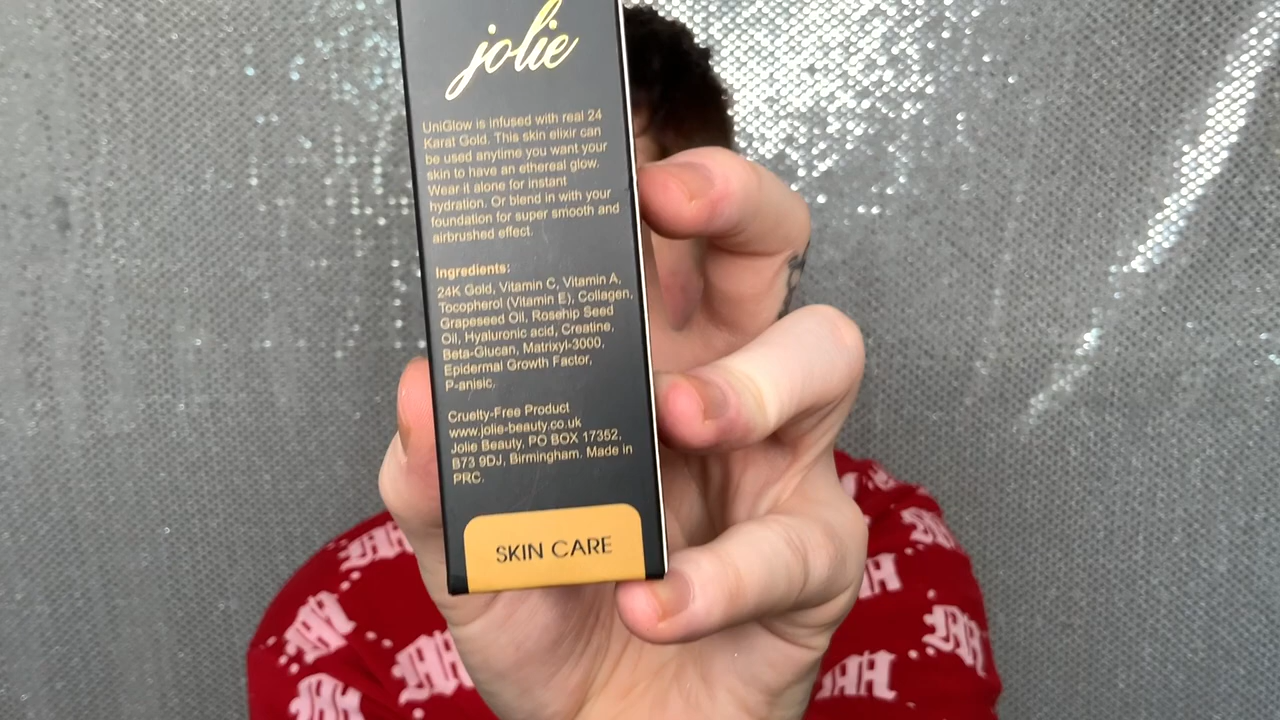 jolie
UniGlow is infused with real 24
Karat Gold. This skin elixir can
be used anytime you want your
skin to have an ethereal glow.
Wear it alone for instant
hydration. Or blend in with your
foundation for super smooth and
airbrushed effect.
Ingredients:
24K Gold, Vitamin C, Vitamin A,
Tocopherol (Vitamin E), Collagen,
Grapeseed Oil, Rosehip Seed
Oil, Hyaluronic acid, Creatine,
Beta-Glucan, Matrixyl-3000,
Epidermal Growth Factor,
P-anisic.
Cruelty-Free Product
www.jolie-beauty.co.uk
Jolie Beauty, PO BOX 17352,
B73 9DJ, Birmingham. Made in
PRC.
SKIN CARE